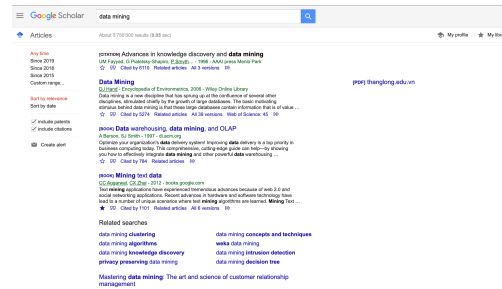 Google Scholar
data mining
Articles
About 3'750'000 results (0.08 sec)
My profile
My libr
Any time
Since 2019
Since 2018
Since 2015
Custom range...
Sort by relevance
Sort by date
include patents
include citations
Create alert
[CITATION] Advances in knowledge discovery and data mining
UM Fayyad, G Piatetsky-Shapiro, P Smyth... - 1996 - AAAI press Menlo Park
Cited by 6110 Related articles All 3 versions
Data Mining
DJ Hand - Encyclopedia of Environmetrics, 2006 - Wiley Online Library
Data mining is a new discipline that has sprung up at the confluence of several other
disciplines, stimulated chiefly by the growth of large databases. The basic motivating
stimulus behind data mining is that these large databases contain information that is of value ...
Cited by 5274 Related articles All 39 versions Web of Science: 45
[PDF] thanglong.edu.vn
[BOOK] Data warehousing, data mining, and OLAP
A Berson, SJ Smith - 1997 - dl.acm.org
Optimize your organization's data delivery system! Improving data delivery is a top priority in
business computing today. This comprehensive, cutting-edge guide can help--by showing
you how to effectively integrate data mining and other powerful data warehousing ...
Cited by 784 Related articles
[BOOK] Mining text data
CC Aggarwal, CX Zhai - 2012 - books.google.com
Text mining applications have experienced tremendous advances because of web 2.0 and
social networking applications. Recent advances in hardware and software technology have
lead to a number of unique scenarios where text mining algorithms are learned. Mining Text ...
Cited by 1101 Related articles All 6 versions
Related searches
data mining clustering
data mining algorithms
data mining knowledge discovery
privacy preserving data mining
data mining concepts and techniques
weka data mining
data mining intrusion detection
data mining decision tree
Mastering data mining: The art and science of customer relationship
management